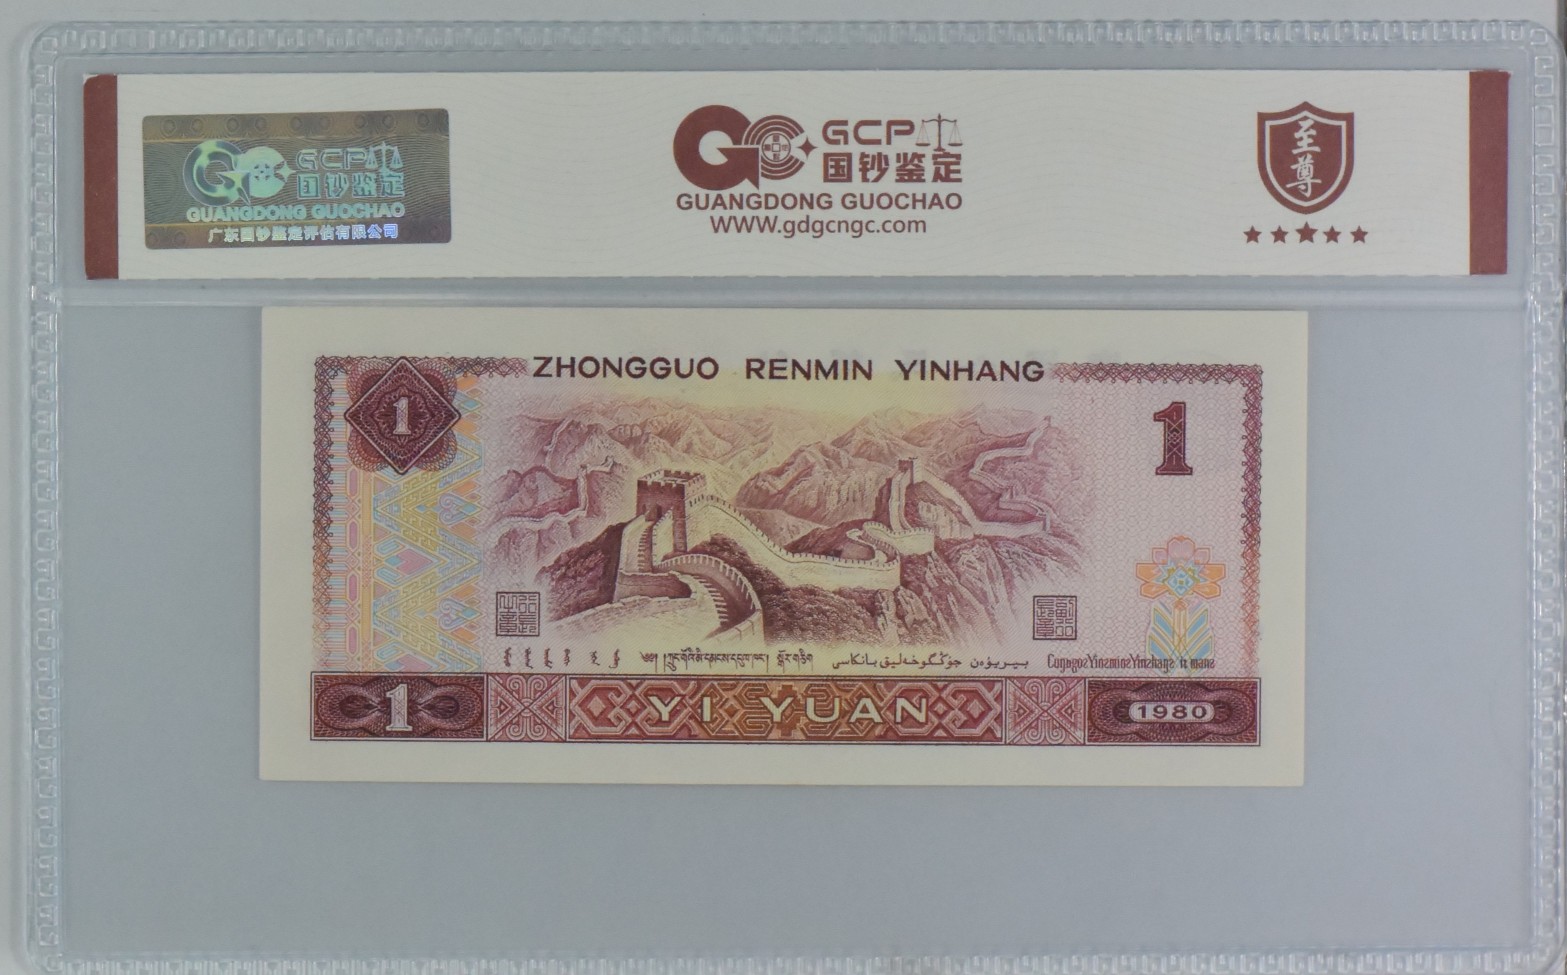 GCP
国钞鉴定
GUANGDONG GUOCHAO
广东国钞鉴定评估有限公司
GCP
国钞鉴定
GUANGDONG GUOCHAO
WWW.gdgcngc.com
至
尊
ZHONGGUO RENMIN YINHANG
1
1
1
YI YUAN
1980